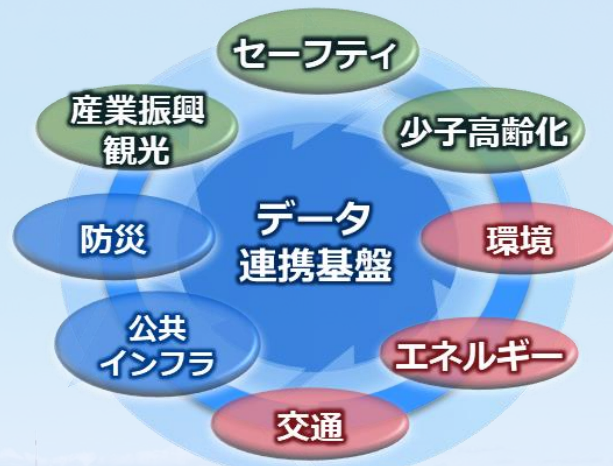 セーフティ
産業振興
観光
少子高齢化
データ
連携基盤
防災
環境
公共
インフラ
エネルギー
交通